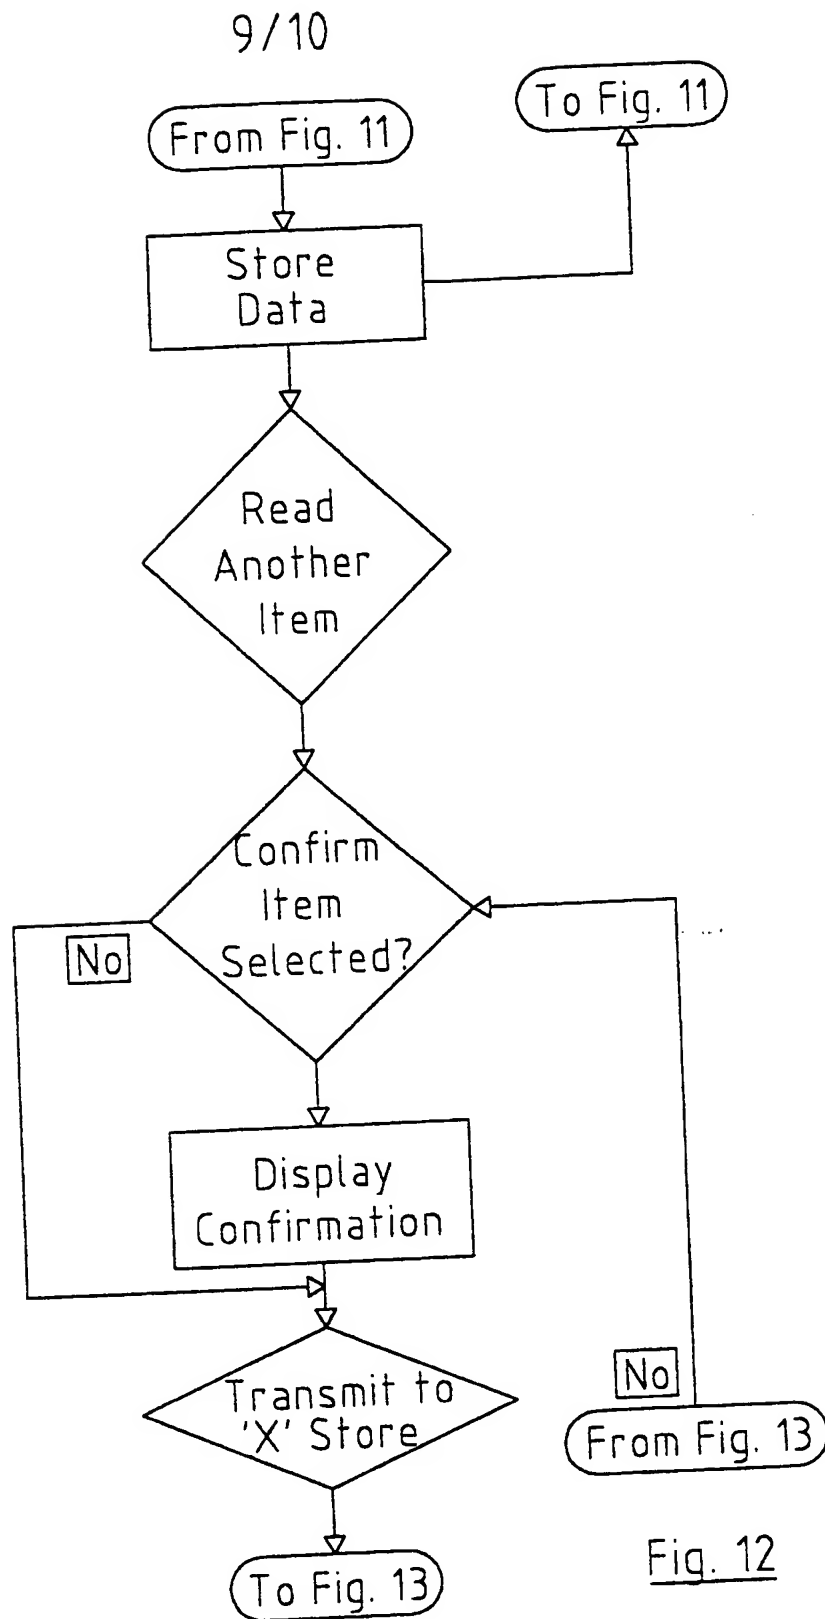 9/10
From Fig. 11
To Fig. 11
Store
Data
Read
Another
Item
Confirm
Item
Selected?
No
Display
Confirmation
Transmit to
'X' Store
No
From Fig. 13
To Fig. 13
Fig. 12